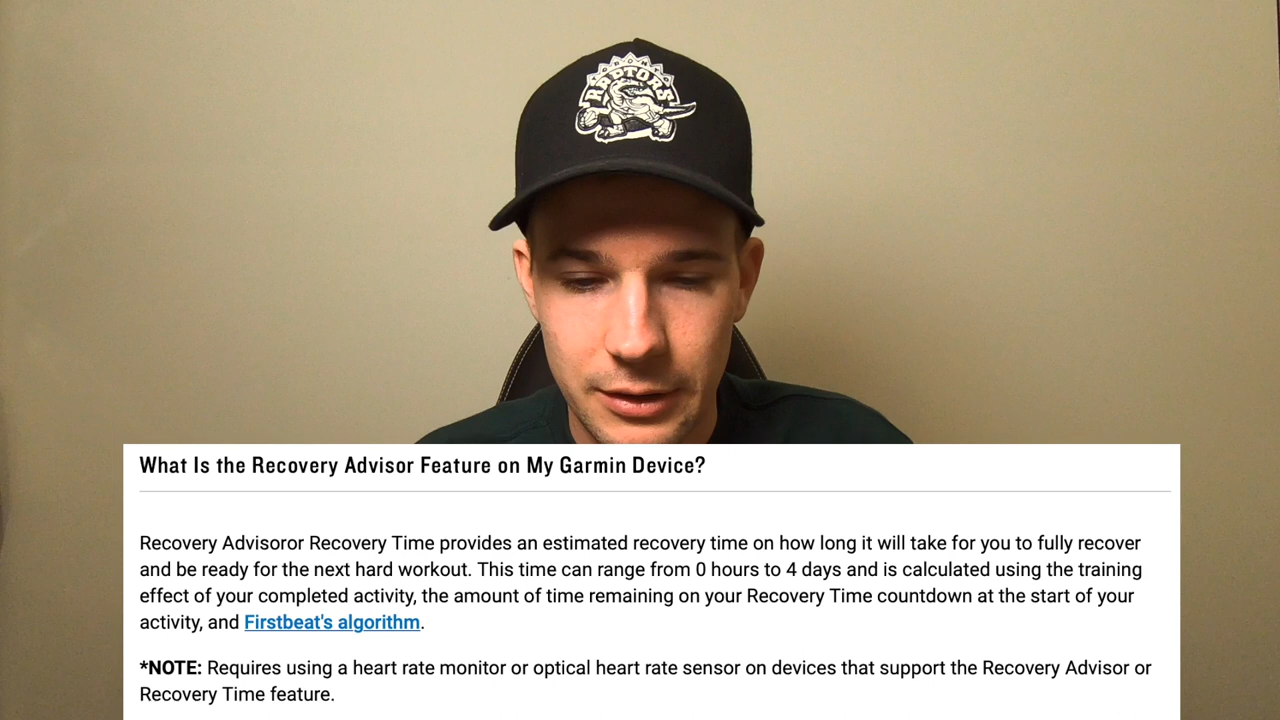 TORONTO
RAPTORS
What Is the Recovery Advisor Feature on My Garmin Device?
Recovery Advisoror Recovery Time provides an estimated recovery time on how long it will take for you to fully recover
and be ready for the next hard workout. This time can range from 0 hours to 4 days and is calculated using the training
effect of your completed activity, the amount of time remaining on your Recovery Time countdown at the start of your
activity, and Firstbeat's algorithm.
*NOTE: Requires using a heart rate monitor or optical heart rate sensor on devices that support the Recovery Advisor or
Recovery Time feature.